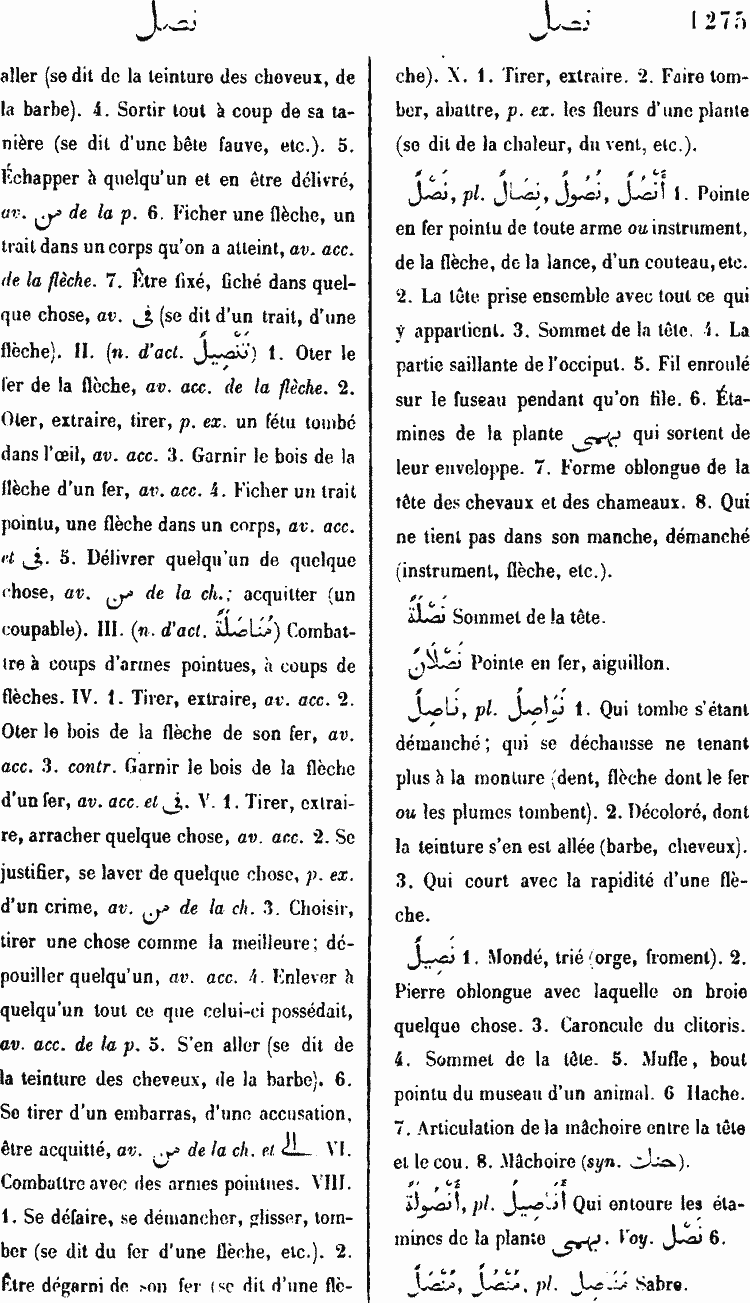 نصل نصل 1275
aller (se dit de la teinture des cheveux, de
la barbe). 4. Sortir tout à coup de sa ta-
nière (se dit d'une bête fauve, etc.). 5.
Échapper à quelqu'un et en être délivré,
av. من de la p. 6. Ficher une flèche, un
trait dans un corps qu'on a atteint, av. acc.
de la flèche. 7. Être fixé, fiché dans quel-
que chose, av. فى (se dit d'un trait, d'une
flèche). II. (n. d'act. تَنْصِيلٌ) 1. Oter le
fer de la flèche, av. acc. de la flèche. 2.
Oter, extraire, tirer, p. ex. un fétu tombé
dans l'œil, av. acc. 3. Garnir le bois de la
flèche d'un fer, av. acc. 4. Ficher un trait
pointu, une flèche dans un corps, av. acc.
et فى. 5. Délivrer quelqu'un de quelque
chose, av. من de la ch.; acquitter (un
coupable). III. (n. d'act. مُنَاصَلَةٌ) Combat-
tre à coups d'armes pointues, à coups de
flèches. IV. 1. Tirer, extraire, av. acc. 2.
Oter le bois de la flèche de son fer, av.
acc. 3. contr. Garnir le bois de la flèche
d'un fer, av. acc. et فى. V. 1. Tirer, extrai-
re, arracher quelque chose, av. acc. 2. Se
justifier, se laver de quelque chose, p. ex.
d'un crime, av. من de la ch. 3. Choisir,
tirer une chose comme la meilleure; dé-
pouiller quelqu'un, av. acc. 4. Enlever à
quelqu'un tout ce que celui-ci possédait,
av. acc. de la p. 5. S'en aller (se dit de
la teinture des cheveux, de la barbe). 6.
Se tirer d'un embarras, d'une accusation,
être acquitté, av. من de la ch. et الى VI.
Combattre avec des armes pointues. VIII.
1. Se défaire, se démancher, glisser, tom-
ber (se dit du fer d'une flèche, etc.). 2.
Être dégarni de son fer (se dit d'une flè-
che). X. 1. Tirer, extraire. 2. Faire tom-
ber, abattre, p. ex. les fleurs d'une plante
(se dit de la chaleur, du vent, etc.).
نَصْلٌ, pl. نِصَالٌ, نُصُولٌ, أَنْصُلٌ 1. Pointe
en fer pointu de toute arme ou instrument,
de la flèche, de la lance, d'un couteau, etc.
2. La tête prise ensemble avec tout ce qui
y appartient. 3. Sommet de la tête. 4. La
partie saillante de l'occiput. 5. Fil enroulé
sur le fuseau pendant qu'on file. 6. Éta-
mines de la plante بهمى qui sortent de
leur enveloppe. 7. Forme oblongue de la
tête des chevaux et des chameaux. 8. Qui
ne tient pas dans son manche, démanché
(instrument, flèche, etc.).
نَصْلَةٌ Sommet de la tête.
نَصْلَانٌ Pointe en fer, aiguillon.
نَاصِلٌ, pl. نَوَاصِلُ 1. Qui tombe s'étant
démanché; qui se déchausse ne tenant
plus à la monture (dent, flèche dont le fer
ou les plumes tombent). 2. Décoloré, dont
la teinture s'en est allée (barbe, cheveux).
3. Qui court avec la rapidité d'une flè-
che.
نَصِيلٌ 1. Mondé, trié (orge, froment). 2.
Pierre oblongue avec laquelle on broie
quelque chose. 3. Caroncule du clitoris.
4. Sommet de la tête. 5. Mufle, bout
pointu du museau d'un animal. 6 Hache.
7. Articulation de la mâchoire entre la tête
et le cou. 8. Mâchoire (syn. حنك).
أُنْصُولَةٌ, pl. أَنَاصِيلُ Qui entoure les éta-
mines de la plante بهمى. Voy. نَصْل 6.
مُنْصُلٌ, مُنْصَلٌ, pl. مَنَاصِل Sabre.